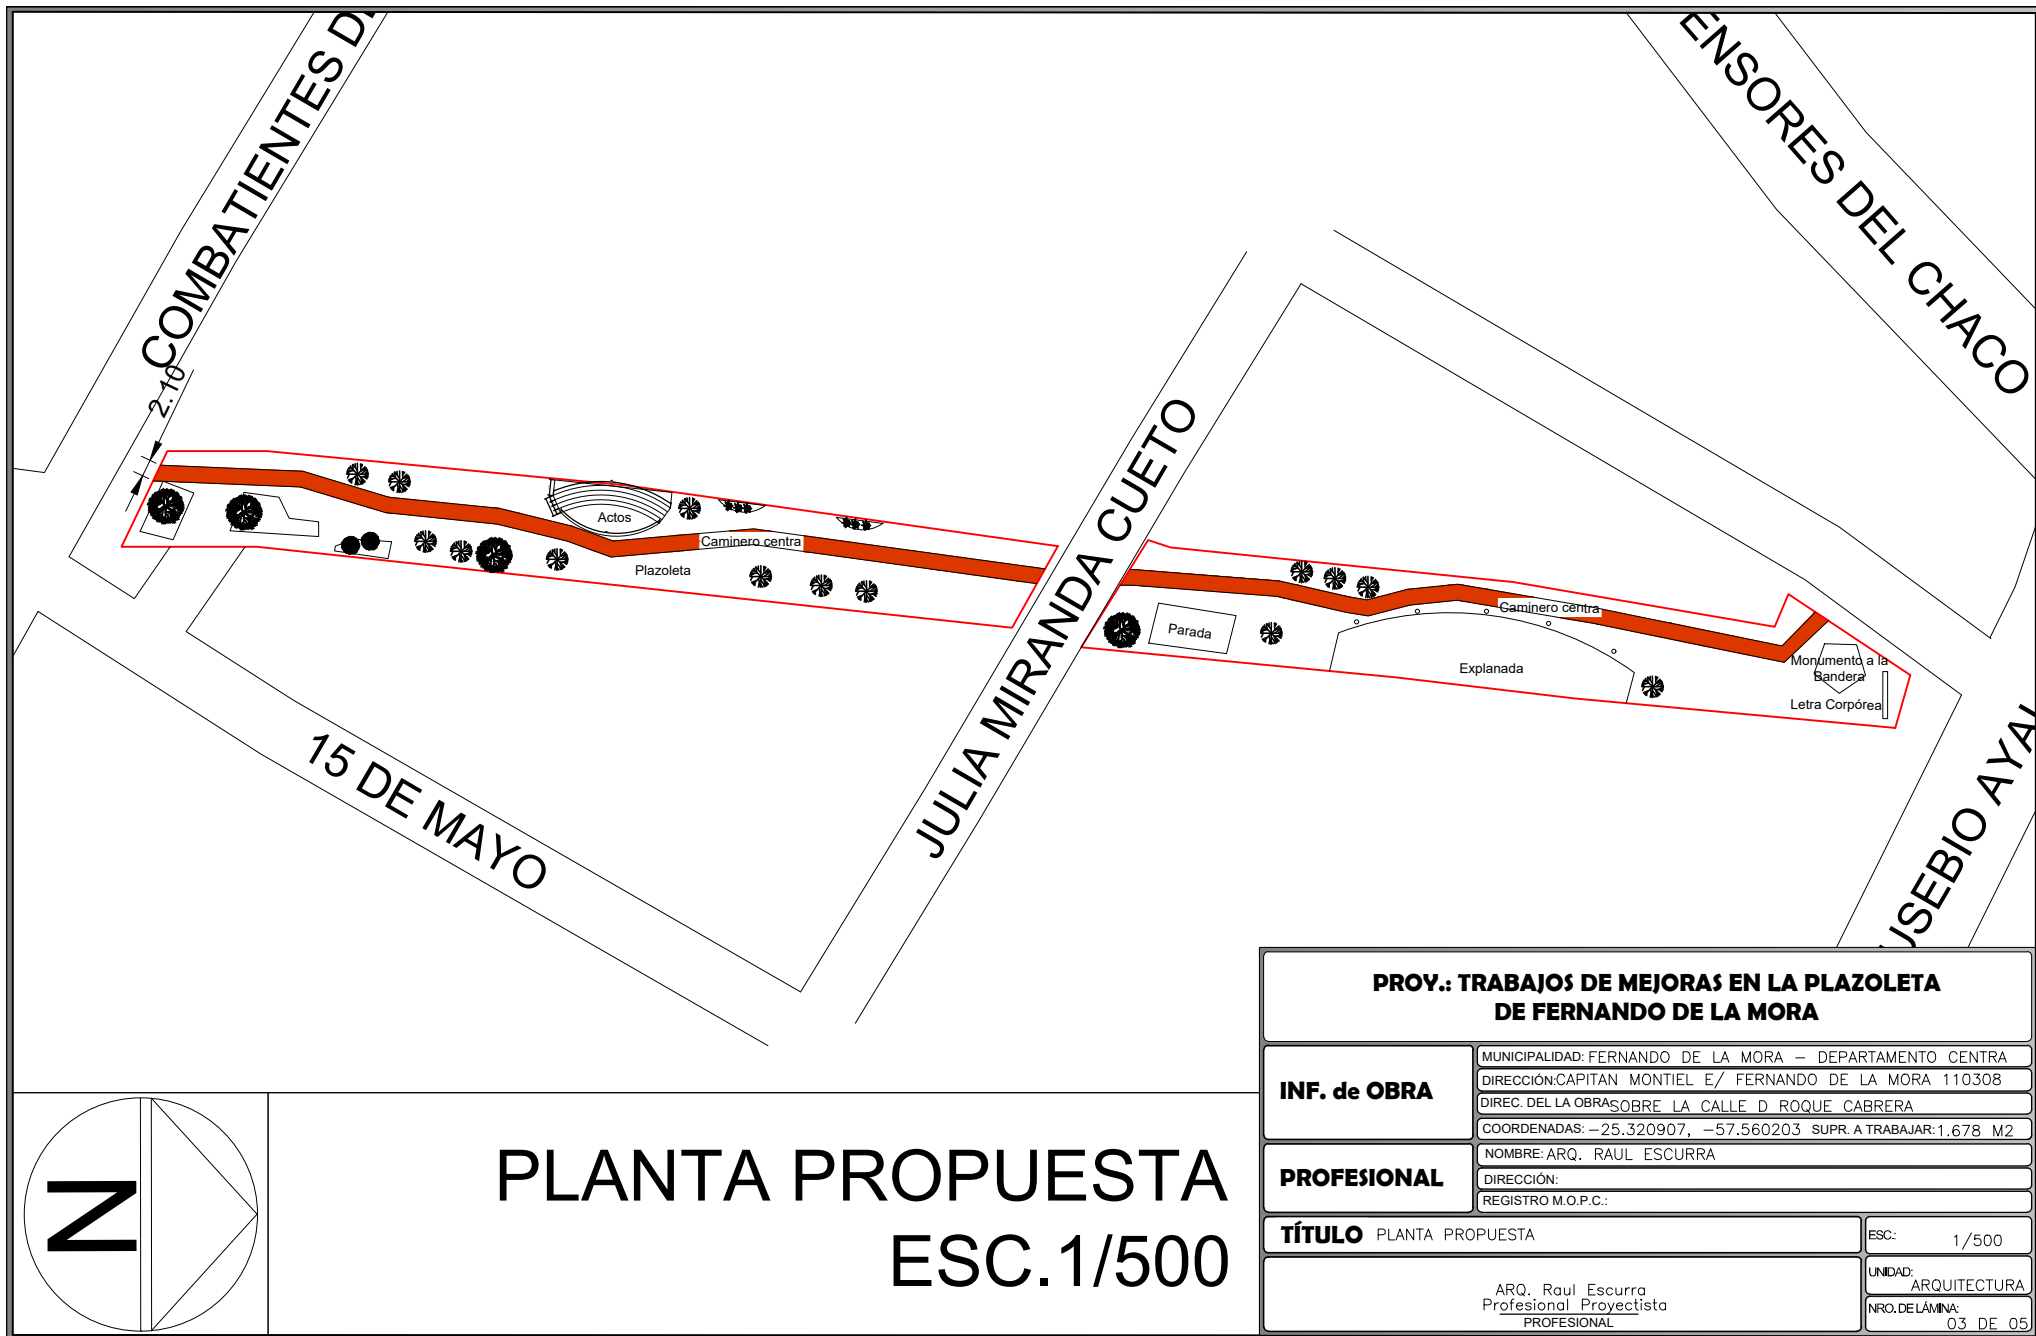 COMBATIENTES D
ENSORES DEL CHACO
2.10
JULIA MIRANDA CUETO
Actos
Caminero centra
Plazoleta
Caminero centra
Parada
Explanada
Monumento a la
Bandera
Letra Corpórea
15 DE MAYO
USEBIO AYAL
N
PLANTA PROPUESTA
ESC.1/500
PROY.: TRABAJOS DE MEJORAS EN LA PLAZOLETA
DE FERNANDO DE LA MORA
INF. de OBRA
MUNICIPALIDAD: FERNANDO DE LA MORA – DEPARTAMENTO CENTRA
DIRECCIÓN:CAPITAN MONTIEL E/ FERNANDO DE LA MORA 110308
DIREC. DEL LA OBRA SOBRE LA CALLE D ROQUE CABRERA
COORDENADAS: –25.320907, –57.560203 SUPR. A TRABAJAR:1.678 M2
PROFESIONAL
NOMBRE: ARQ. RAUL ESCURRA
DIRECCIÓN:
REGISTRO M.O.P.C.:
TÍTULO PLANTA PROPUESTA
ESC.: 1/500
UNIDAD: ARQUITECTURA
NRO. DE LÁMINA: 03 DE 05
ARQ. Raul Escurra
Profesional Proyectista
PROFESIONAL